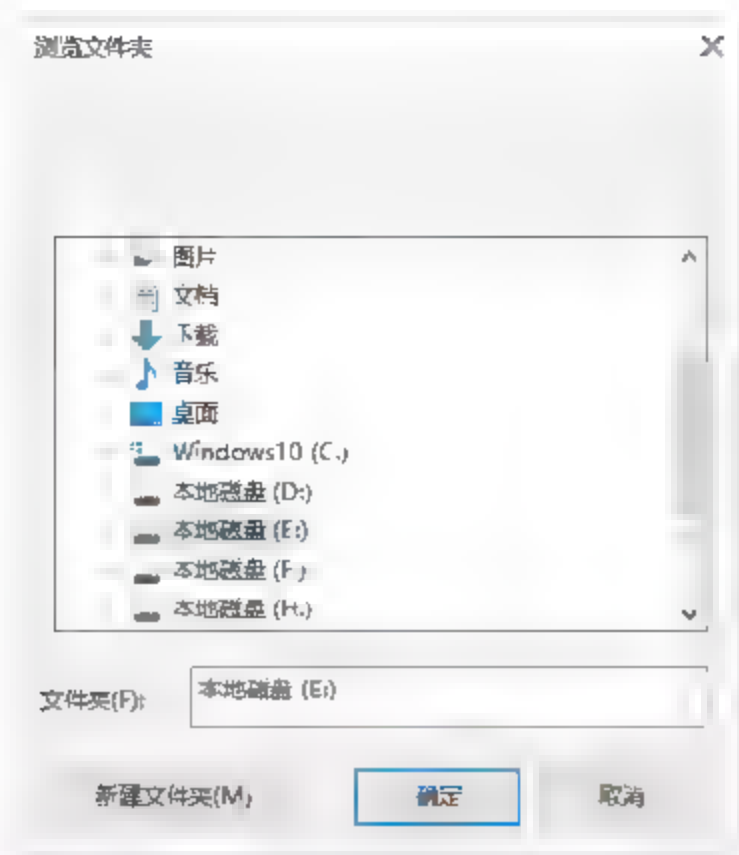 浏览文件夹
图片
文档
下载
音乐
桌面
Windows10 (C:)
本地磁盘 (D:)
本地磁盘 (E:)
本地磁盘 (F:)
本地磁盘 (H:)
文件夹(F): 本地磁盘 (E:)
新建文件夹(M) 确定 取消